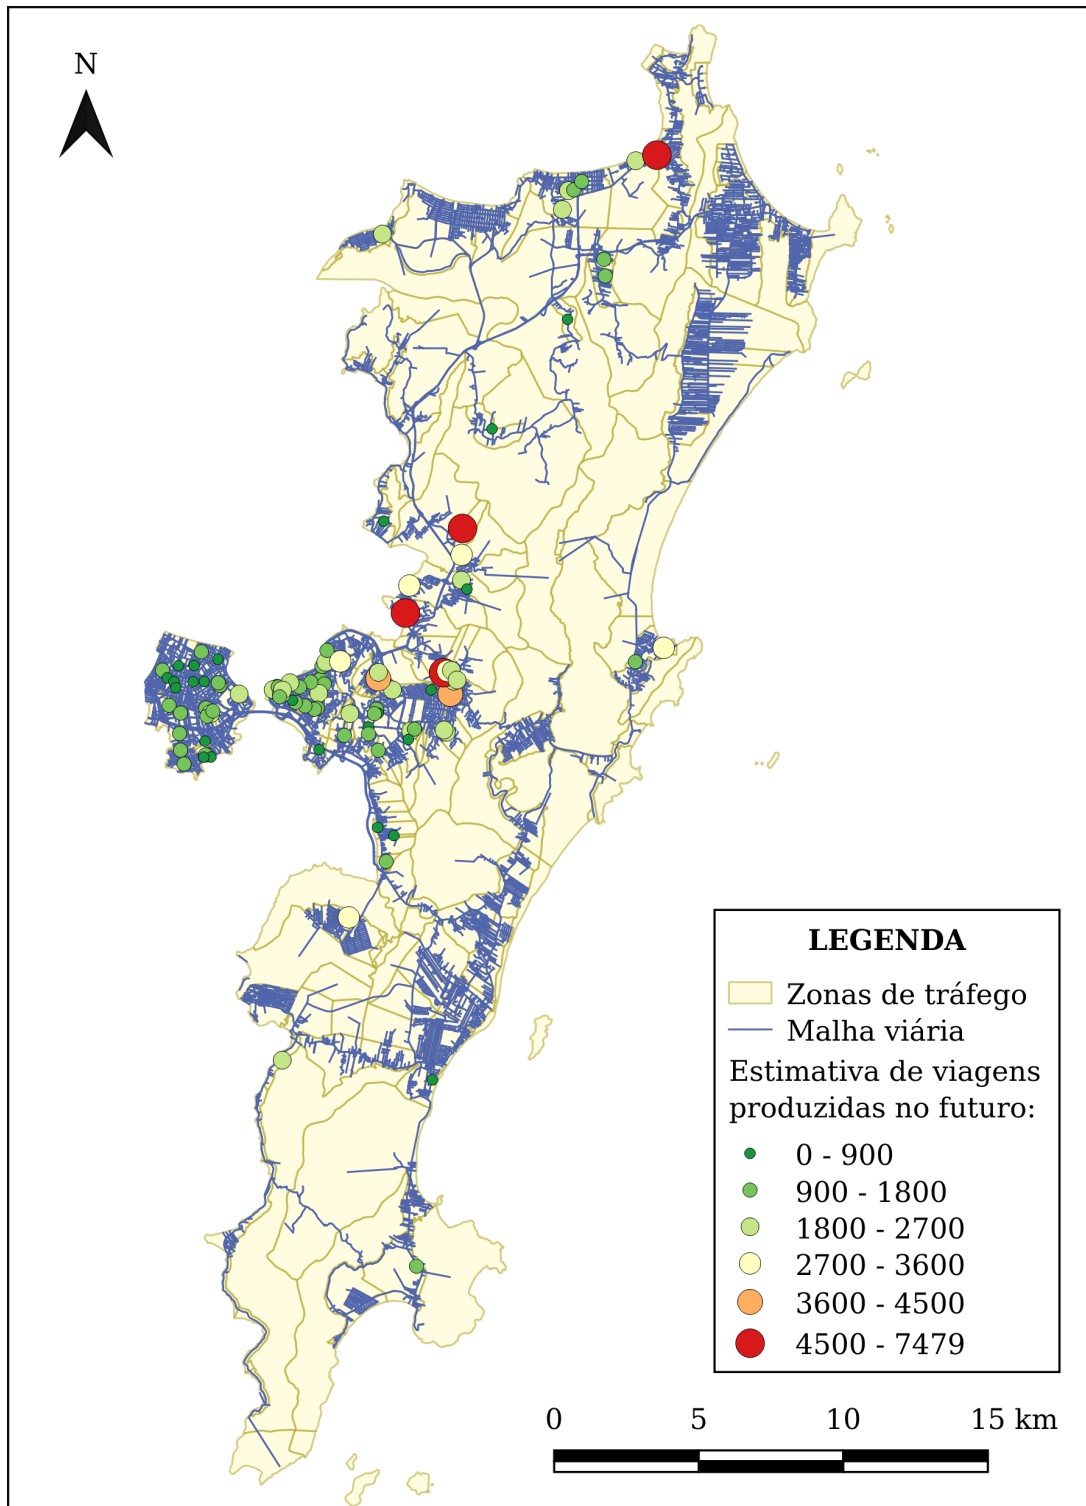 N
LEGENDA
Zonas de tráfego
Malha viária
Estimativa de viagens
produzidas no futuro:
0 - 900
900 - 1800
1800 - 2700
2700 - 3600
3600 - 4500
4500 - 7479
0 5 10 15 km